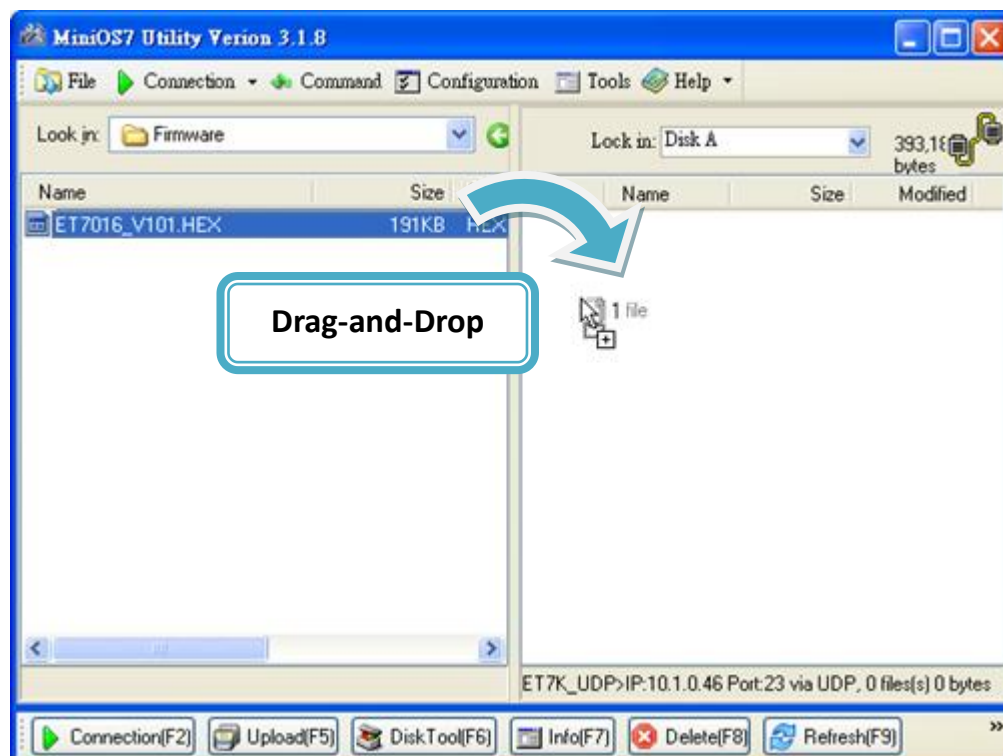 MiniOS7 Utility Verion 3.1.8
File Connection Command Configuration Tools Help
Look in: Firmware
Lock in: Disk A
393,18
bytes
Name Size
Name Size Modified
ET7016_V101.HEX 191KB HEX
Drag-and-Drop
1 file
ET7K_UDP>IP:10.1.0.46 Port:23 via UDP, 0 files(s) 0 bytes
Connection(F2) Upload(F5) DiskTool(F6) Info(F7) Delete(F8) Refresh(F9) »